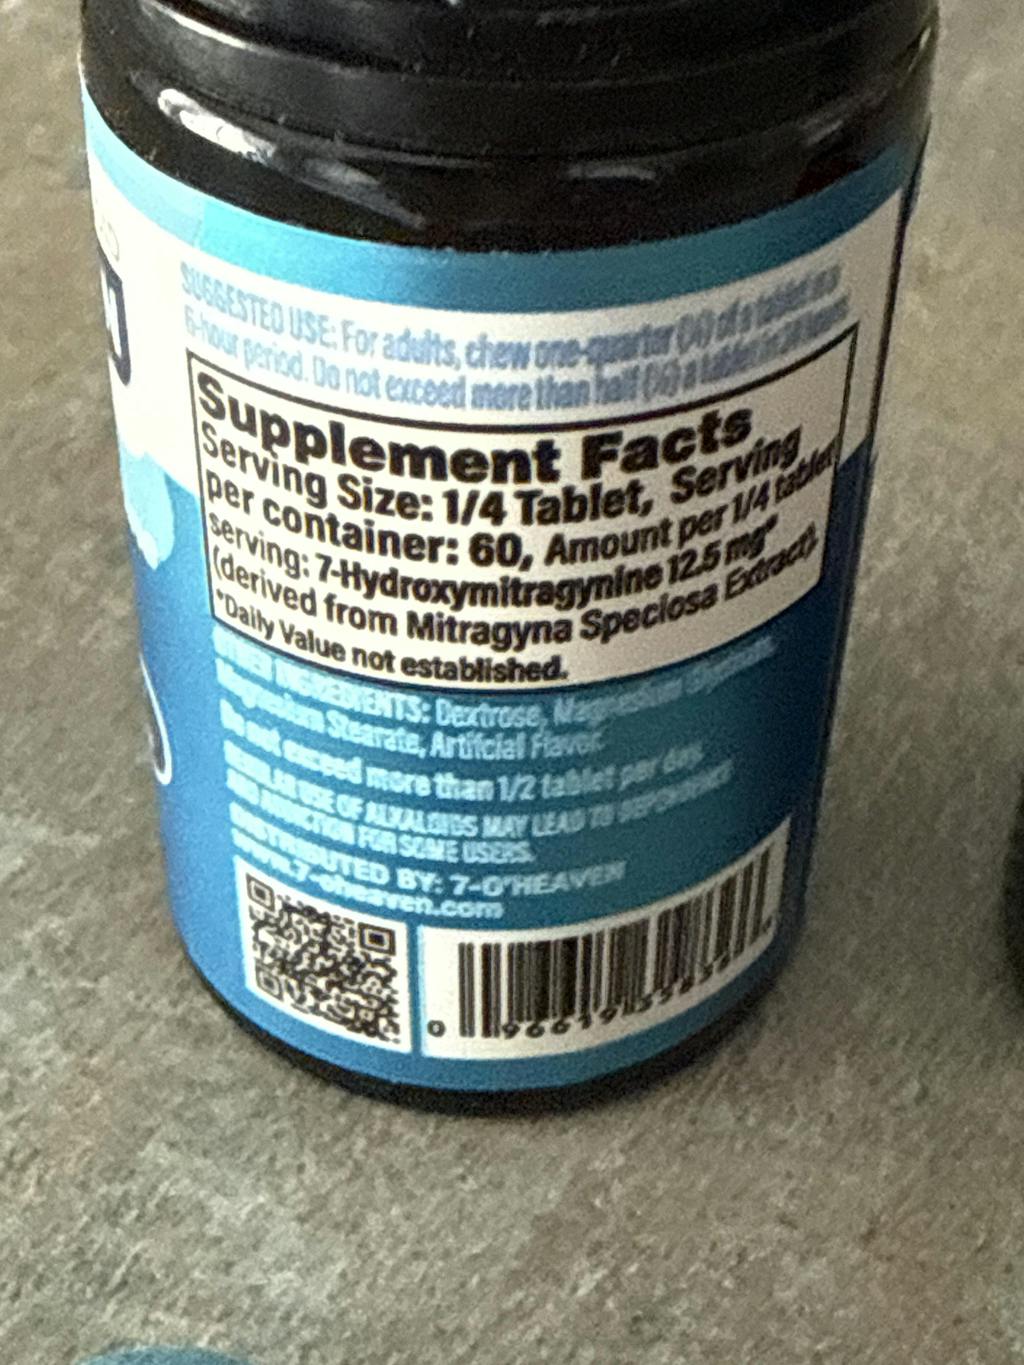 SUGGESTED USE: For adults, chew one-quarter (¼) of a tablet in a
6-hour period. Do not exceed more than half (½) a tablet in 24 hours.
Supplement Facts
Serving Size: 1/4 Tablet, Serving
per container: 60, Amount per 1/4 tablet
serving: 7-Hydroxymitragynine 12.5 mg*
(derived from Mitragyna Speciosa Extract).
*Daily Value not established.
OTHER INGREDIENTS: Dextrose, Magnesium
Magnesium Stearate, Artifcial Flavor.
Do not exceed more than 1/2 tablet per day.
REGULAR USE OF ALKALOIDS MAY LEAD TO DEPENDENCE
AND ADDICTION FOR SOME USERS.
DISTRIBUTED BY: 7-O'HEAVEN
www.7-oheaven.com